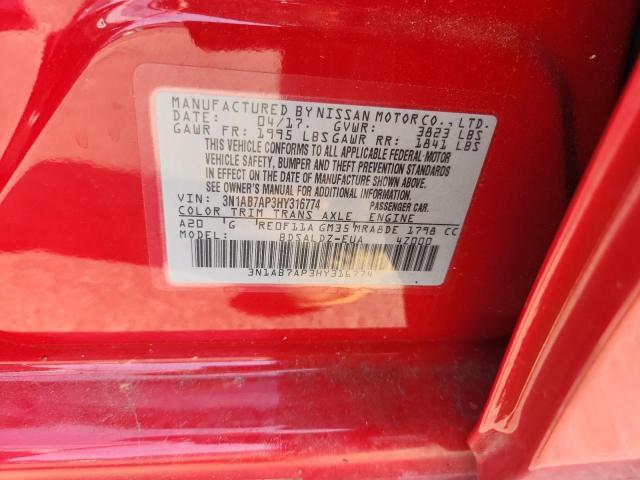 MANUFACTURED BY NISSAN MOTOR CO., LTD.
DATE: 04/17. GVWR: 3823 LBS
GAWR FR: 1995 LBS GAWR RR: 1841 LBS
THIS VEHICLE CONFORMS TO ALL APPLICABLE FEDERAL MOTOR
VEHICLE SAFETY, BUMPER AND THEFT PREVENTION STANDARDS
IN EFFECT ON THE DATE OF MANUFACTURE SHOWN ABOVE.
SEE OWNER'S MANUAL FOR ADDITIONAL INFORMATION.
VIN: 3N1AB7AP3HY316774 PASSENGER CAR.
COLOR TRIM TRANS AXLE ENGINE
A20 G RE0F11A GM35 MRA8DE 1798 CC
BDSALDZ-EUA 47000
3N1AB7AP3HY316774